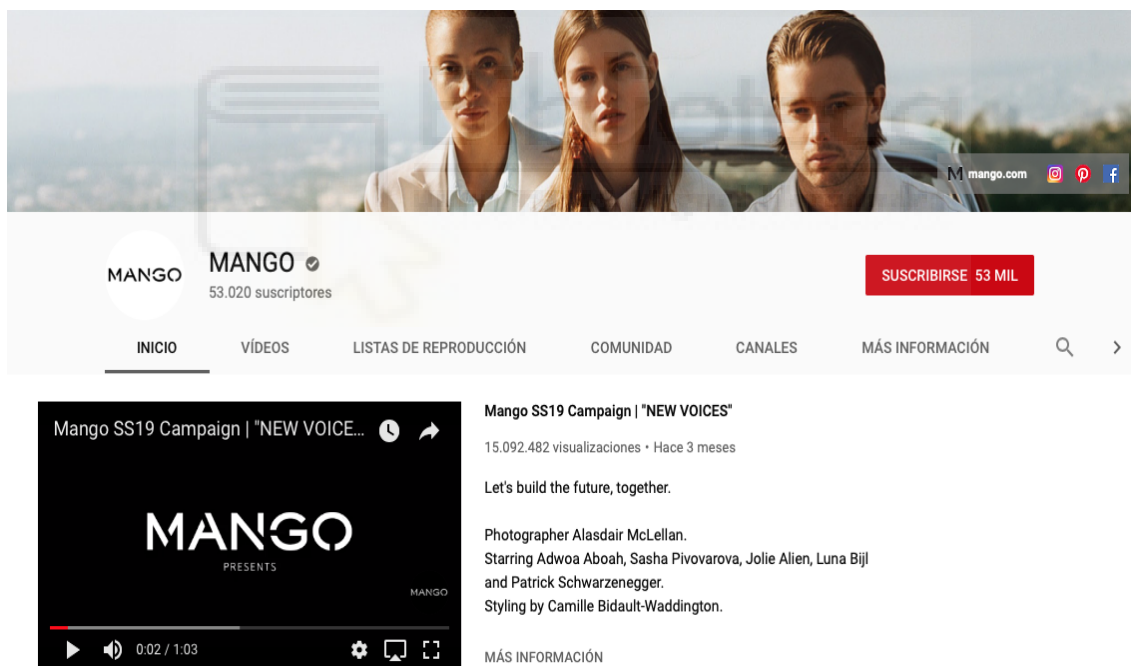 Biblioteca
M mango.com
MANGO
MANGO
53.020 suscriptores
SUSCRIBIRSE 53 MIL
INICIO
VÍDEOS
LISTAS DE REPRODUCCIÓN
COMUNIDAD
CANALES
MÁS INFORMACIÓN
Mango SS19 Campaign | "NEW VOICE...
MANGO
PRESENTS
MANGO
0:02 / 1:03
Mango SS19 Campaign | "NEW VOICES"
15.092.482 visualizaciones • Hace 3 meses
Let's build the future, together.
Photographer Alasdair McLellan.
Starring Adwoa Aboah, Sasha Pivovarova, Jolie Alien, Luna Bijl
and Patrick Schwarzenegger.
Styling by Camille Bidault-Waddington.
MÁS INFORMACIÓN